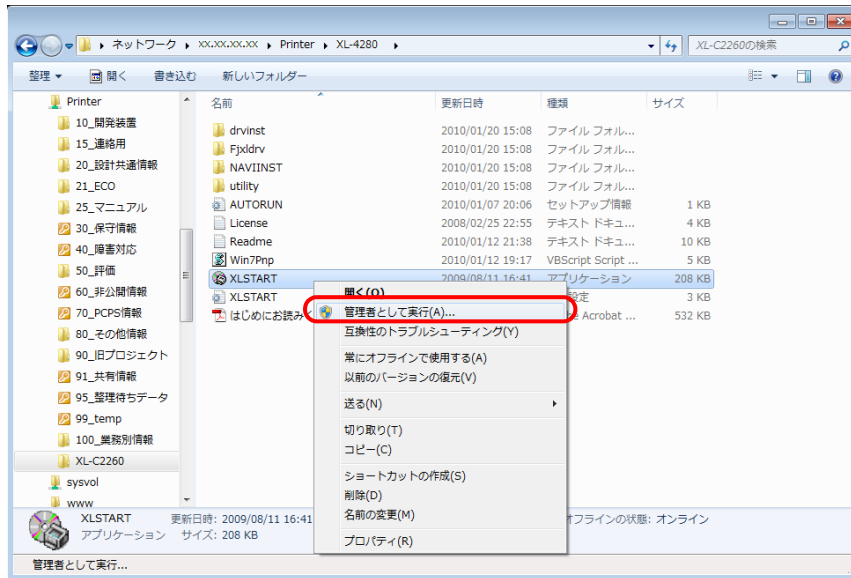 ネットワーク ▸ xx.xx.xx.xx ▸ Printer ▸ XL-4280 ▸
XL-C2260の検索
整理 開く 書き込む 新しいフォルダー
Printer
10_開発装置
15_連絡用
20_設計共通情報
21_ECO
25_マニュアル
30_保守情報
40_障害対応
50_評価
60_非公開情報
70_PCPS情報
80_その他情報
90_旧プロジェクト
91_共有情報
95_整理待ちデータ
99_temp
100_業務別情報
XL-C2260
sysvol
www
名前 更新日時 種類 サイズ
drvinst 2010/01/20 15:08 ファイル フォル...
Fjxldrv 2010/01/20 15:08 ファイル フォル...
NAVIINST 2010/01/20 15:08 ファイル フォル...
utility 2010/01/20 15:08 ファイル フォル...
AUTORUN 2010/01/07 20:06 セットアップ情報 1 KB
License 2008/02/25 22:55 テキスト ドキュ... 4 KB
Readme 2010/01/12 21:38 テキスト ドキュ... 10 KB
Win7Pnp 2010/01/12 19:17 VBScript Script ... 5 KB
XLSTART 2009/08/11 16:41 アプリケーション 208 KB
XLSTART 設定 3 KB
はじめにお読み Acrobat ... 532 KB
開く(O)
管理者として実行(A)...
互換性のトラブルシューティング(Y)
常にオフラインで使用する(A)
以前のバージョンの復元(V)
送る(N)
切り取り(T)
コピー(C)
ショートカットの作成(S)
削除(D)
名前の変更(M)
プロパティ(R)
XLSTART 更新日時: 2009/08/11 16:41 オフラインの状態: オンライン
アプリケーション サイズ: 208 KB
管理者として実行...